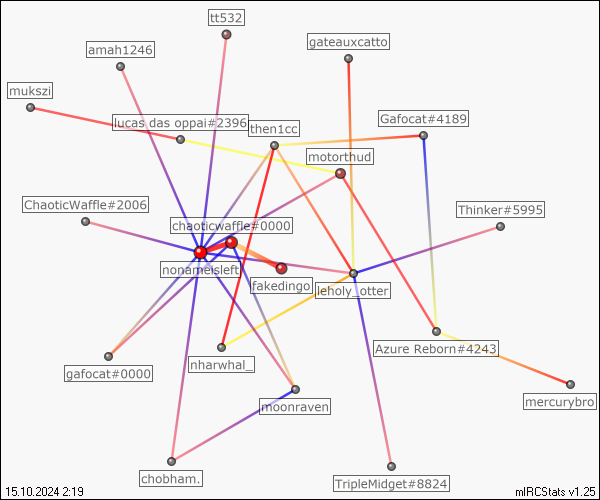 tt532
gateauxcatto
amah1246
mukszi
lucas das oppai#2396
then1cc
Gafocat#4189
motorthud
ChaoticWaffle#2006
chaoticwaffle#0000
Thinker#5995
nonameisleft
fakedingo
leholy_otter
gafocat#0000
nharwhal_
Azure Reborn#4243
moonraven
mercurybro
chobham.
TripleMidget#8824
15.10.2024 2:19
mIRCStats v1.25